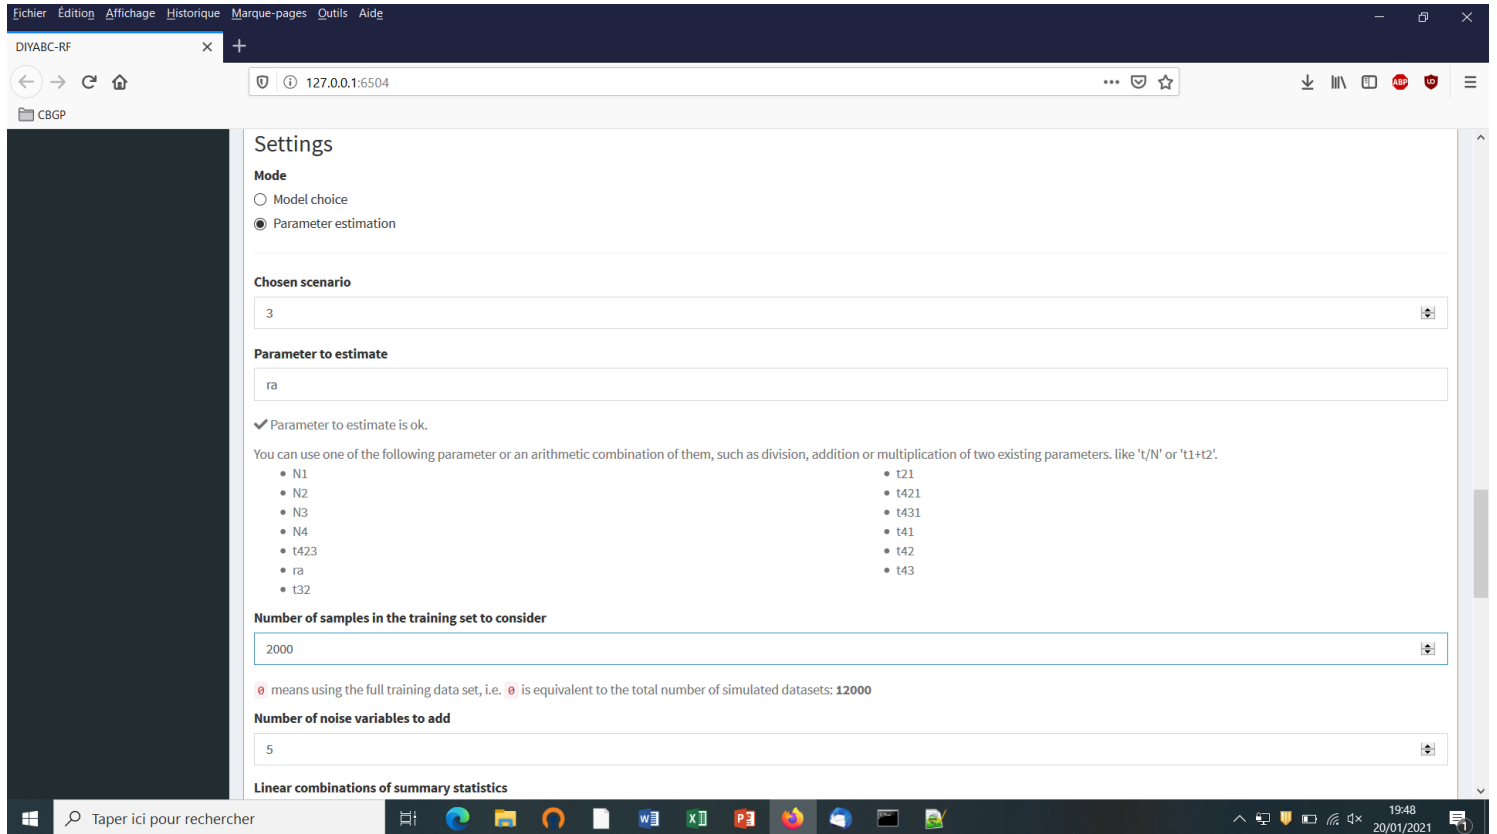 Fichier Édition Affichage Historique Marque-pages Outils Aide
DIYABC-RF
127.0.0.1:6504
ABP
CBGP
Settings
Mode
Model choice
Parameter estimation
Chosen scenario
3
Parameter to estimate
ra
Parameter to estimate is ok.
You can use one of the following parameter or an arithmetic combination of them, such as division, addition or multiplication of two existing parameters. like 't/N' or 't1+t2'.
N1
N2
N3
N4
t423
ra
t32
t21
t421
t431
t41
t42
t43
Number of samples in the training set to consider
2000
0 means using the full training data set, i.e. 0 is equivalent to the total number of simulated datasets: 12000
Number of noise variables to add
5
Linear combinations of summary statistics
Taper ici pour rechercher
19:48
20/01/2021
1